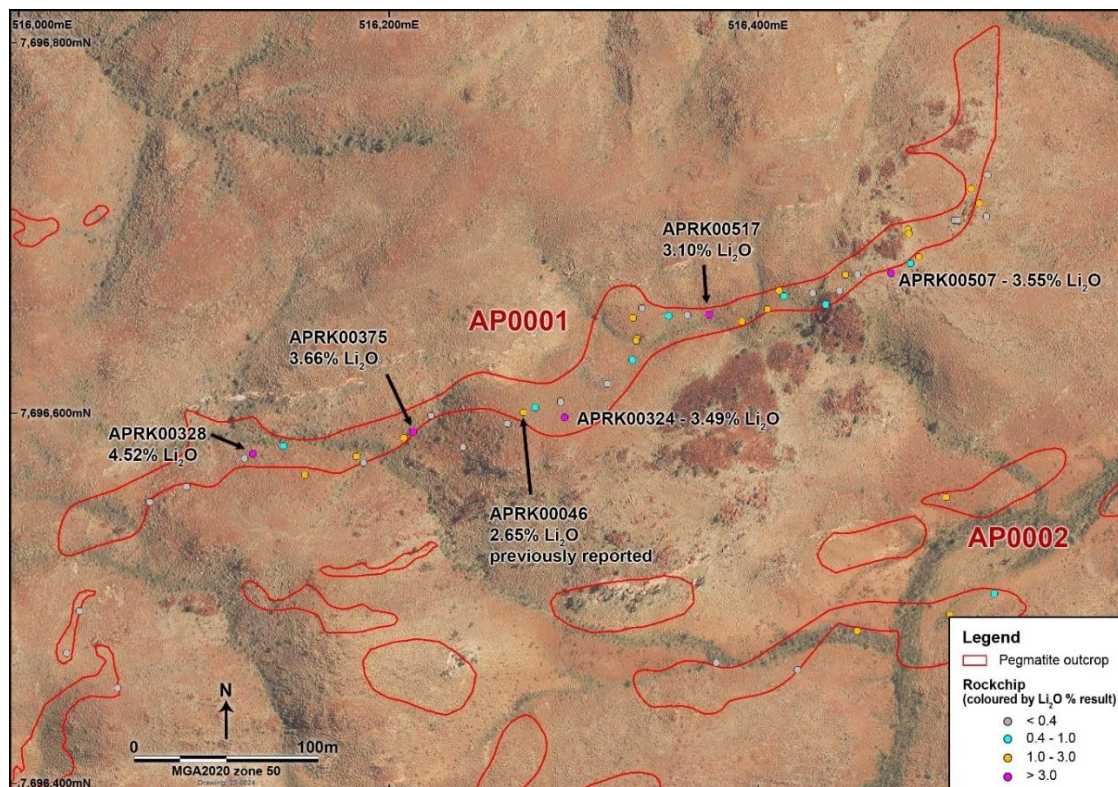 516,000mE
516,200mE
516,400mE
7,696,800mN
APRK00517
3.10% Li₂O
APRK00507 - 3.55% Li₂O
AP0001
APRK00375
3.66% Li₂O
7,696,600mN
APRK00324 - 3.49% Li₂O
APRK00328
4.52% Li₂O
APRK00046
2.65% Li₂O
previously reported
AP0002
N
0
100m
MGA2020 zone 50
7,696,400mN
Legend
Pegmatite outcrop
Rockchip
(coloured by Li₂O % result)
< 0.4
0.4 - 1.0
1.0 - 3.0
> 3.0